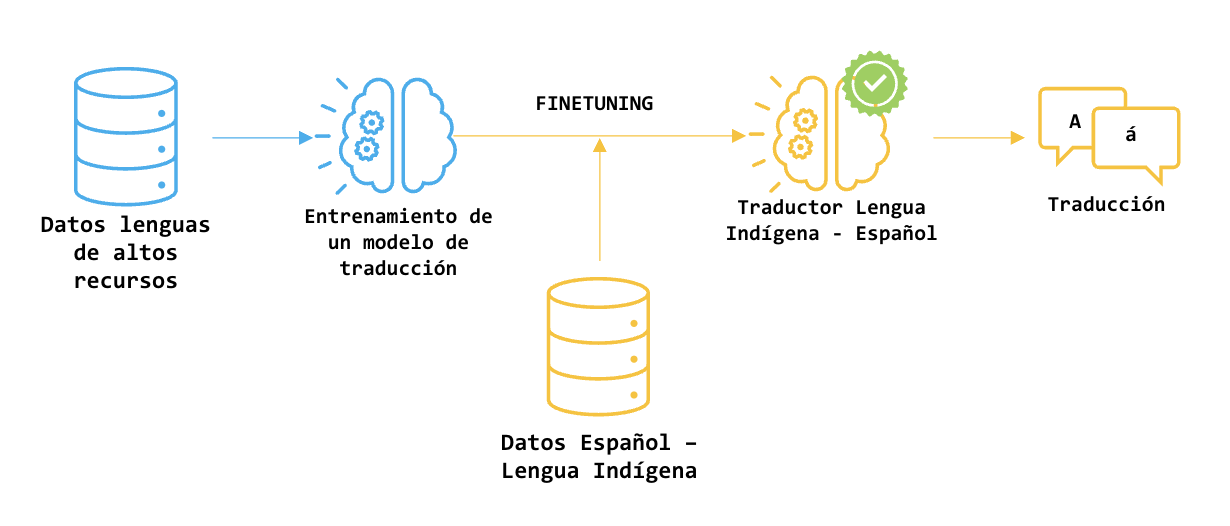 Datos lenguas
de altos
recursos
Entrenamiento de
un modelo de
traducción
FINETUNING
Datos Español –
Lengua Indígena
Traductor Lengua
Indígena - Español
A
á
Traducción